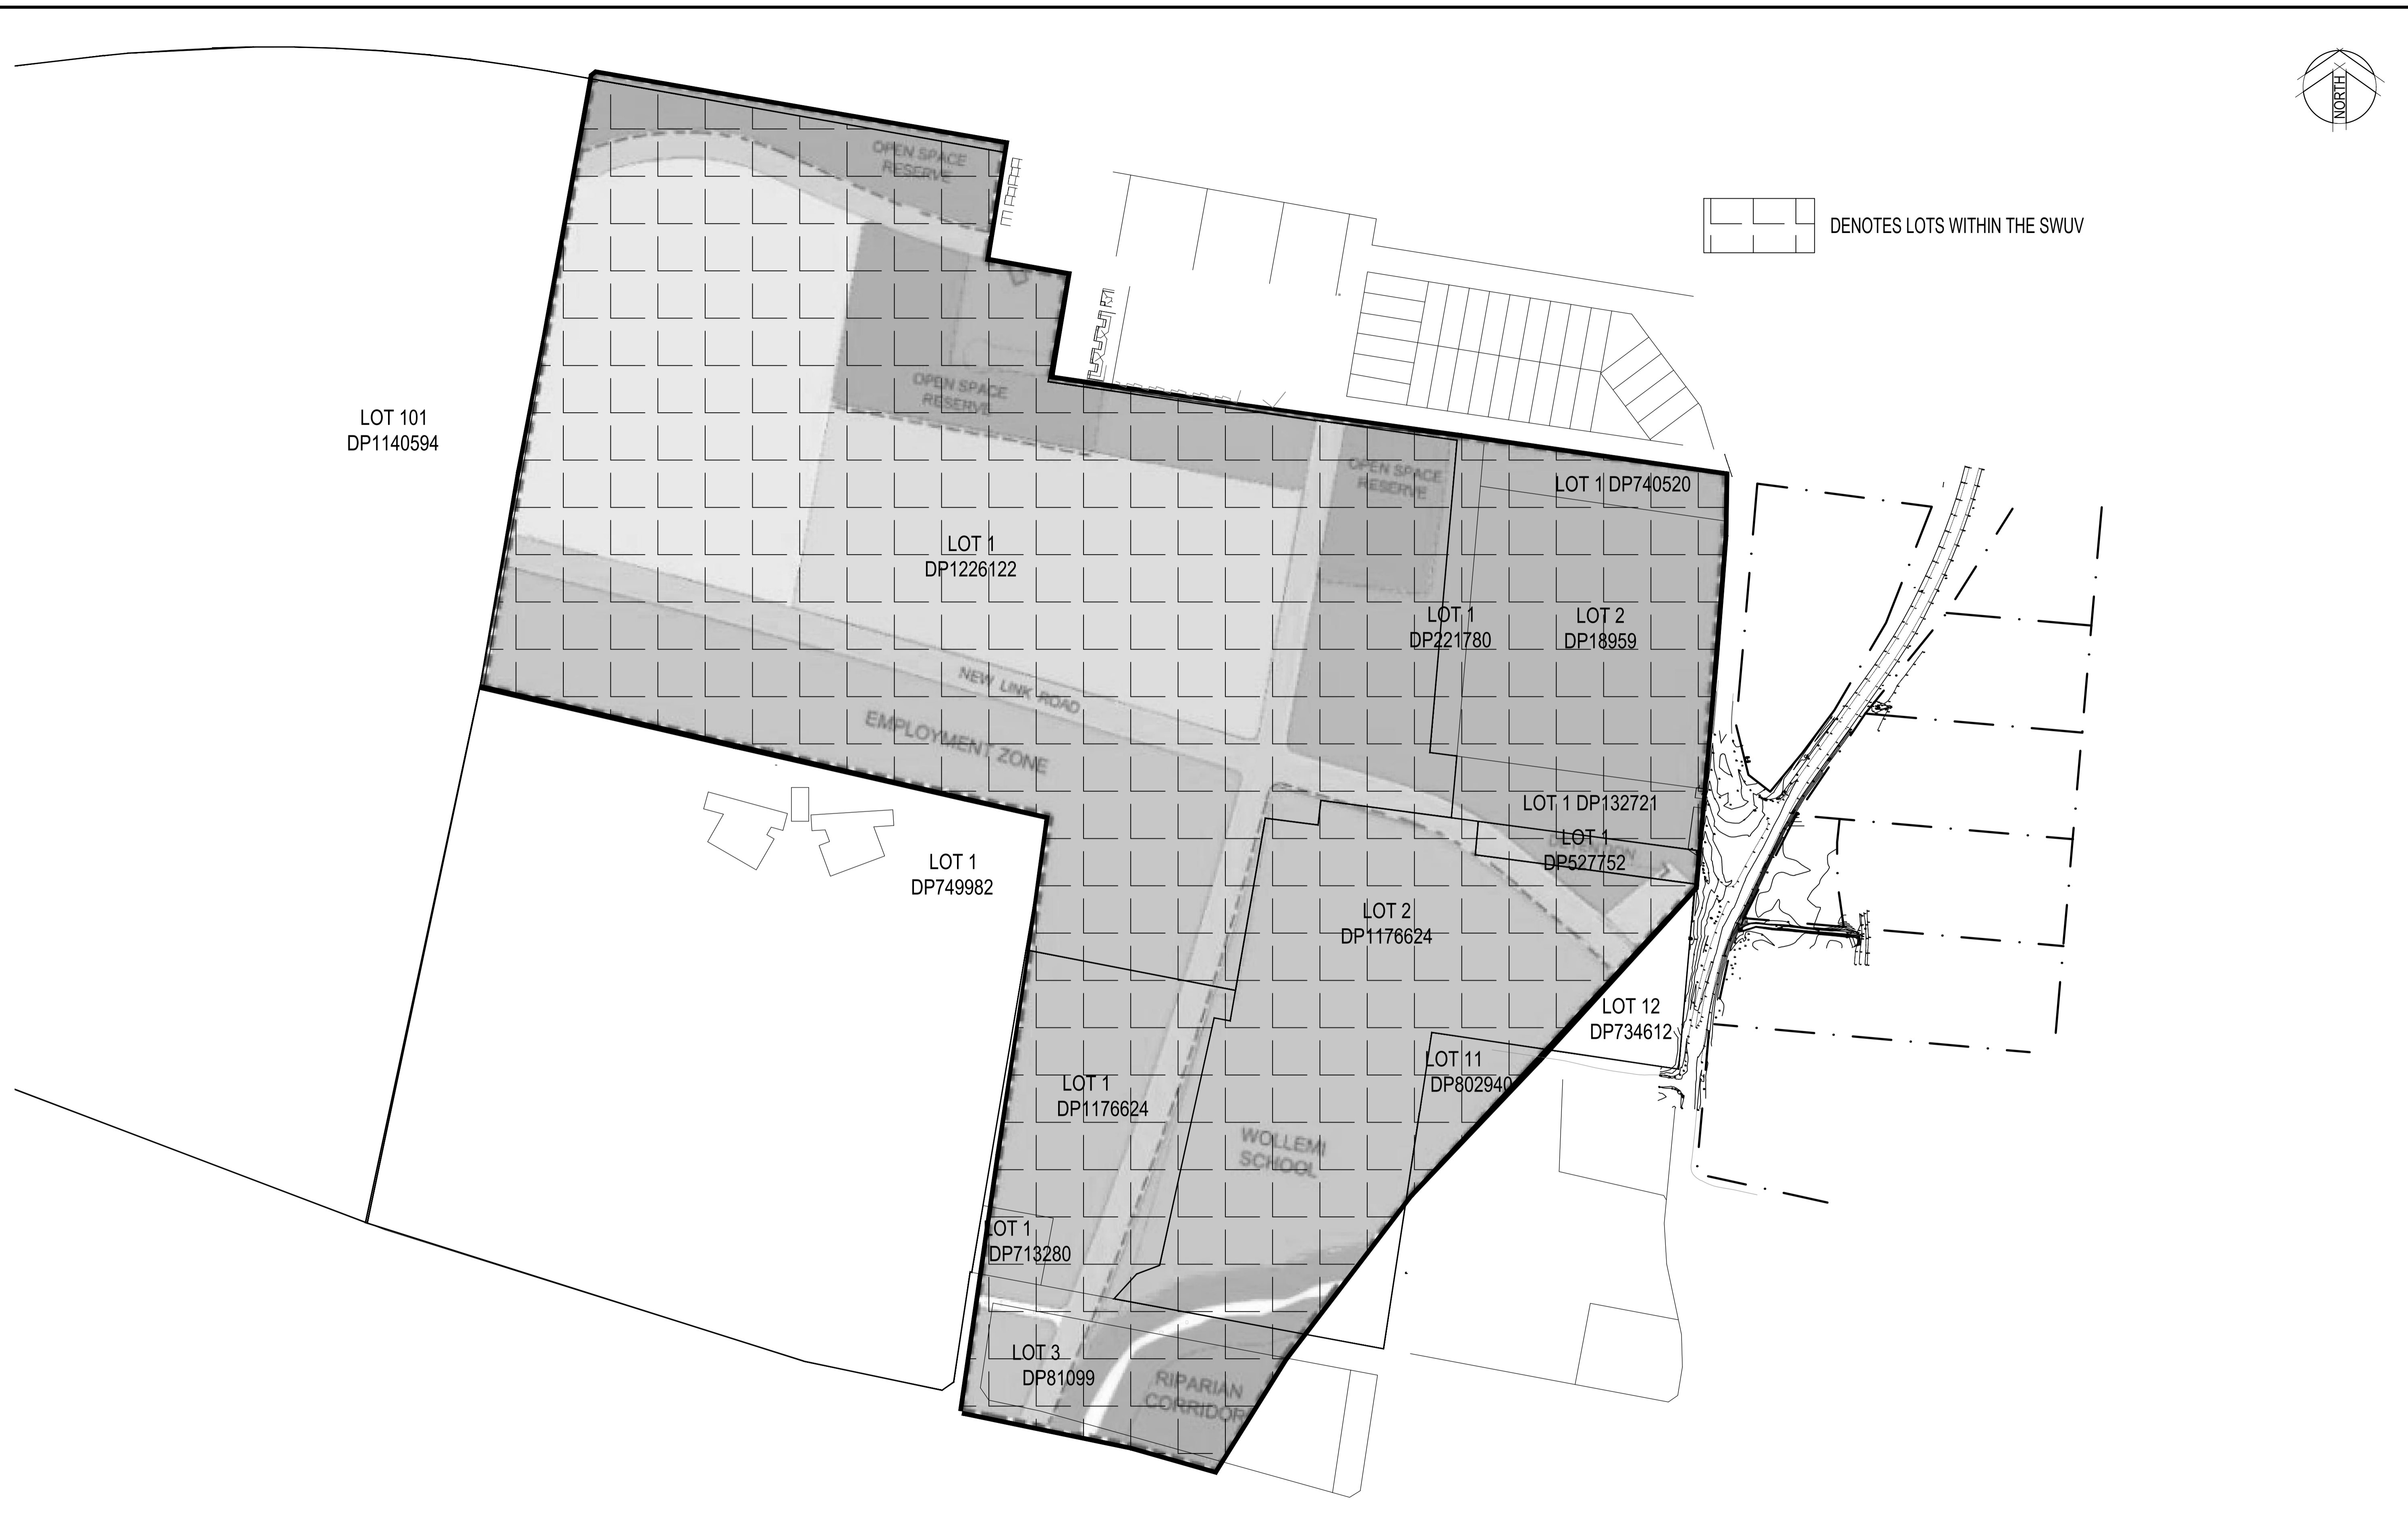 NORTH
OPEN SPACE
RESERVE
DENOTES LOTS WITHIN THE SWUV
OPEN SPACE
RESERVE
LOT 101
DP1140594
OPEN SPACE
RESERVE
LOT 1 DP740520
LOT 1
DP1226122
LOT 1
DP221780
LOT 2
DP18959
NEW LINK ROAD
EMPLOYMENT ZONE
LOT 1 DP132721
LOT 1
DP527752
DETENTION
LOT 1
DP749982
LOT 2
DP1176624
LOT 12
DP734612
LOT 11
DP802940
LOT 1
DP1176624
WOLLEMI
SCHOOL
LOT 1
DP713280
LOT 3
DP81099
RIPARIAN
CORRIDOR